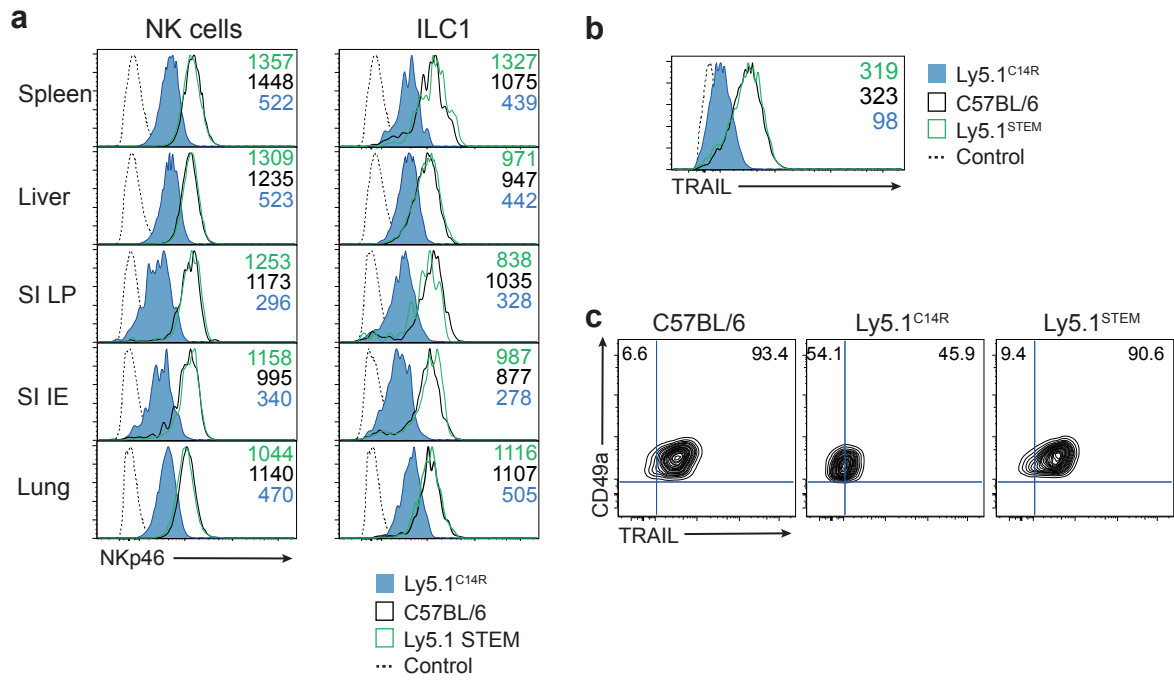 a
NK cells
ILC1
Spleen
1357
1448
522
1327
1075
439
Liver
1309
1235
523
971
947
442
SI LP
1253
1173
296
838
1035
328
SI IE
1158
995
340
987
877
278
Lung
1044
1140
470
1116
1107
505
NKp46
Ly5.1C14R
C57BL/6
Ly5.1 STEM
Control
b
319
323
98
TRAIL
Ly5.1C14R
C57BL/6
Ly5.1STEM
Control
c
C57BL/6
Ly5.1C14R
Ly5.1STEM
6.6 93.4
54.1 45.9
9.4 90.6
CD49a
TRAIL